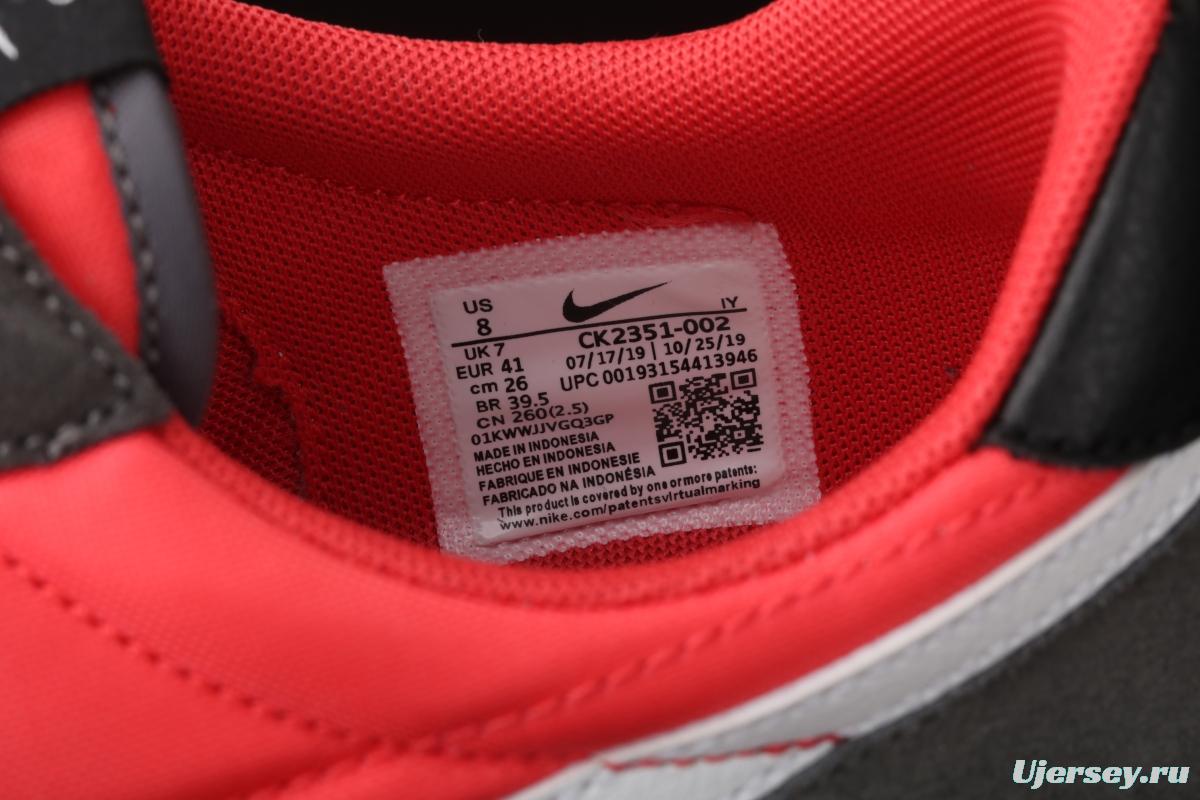 US
8
IY
CK2351-002
UK 7
07/17/19 | 10/25/19
EUR 41
UPC 00193154413946
cm 26
BR 39.5
CN 260(2.5)
01KWWJJVGQ3GP
MADE IN INDONESIA
HECHO EN INDONESIA
FABRIQUE EN INDONESIE
FABRICADO NA INDONÉSIA
This product is covered by one or more patents:
www.nike.com/patentsvirtualmarking
Ujersey.ru